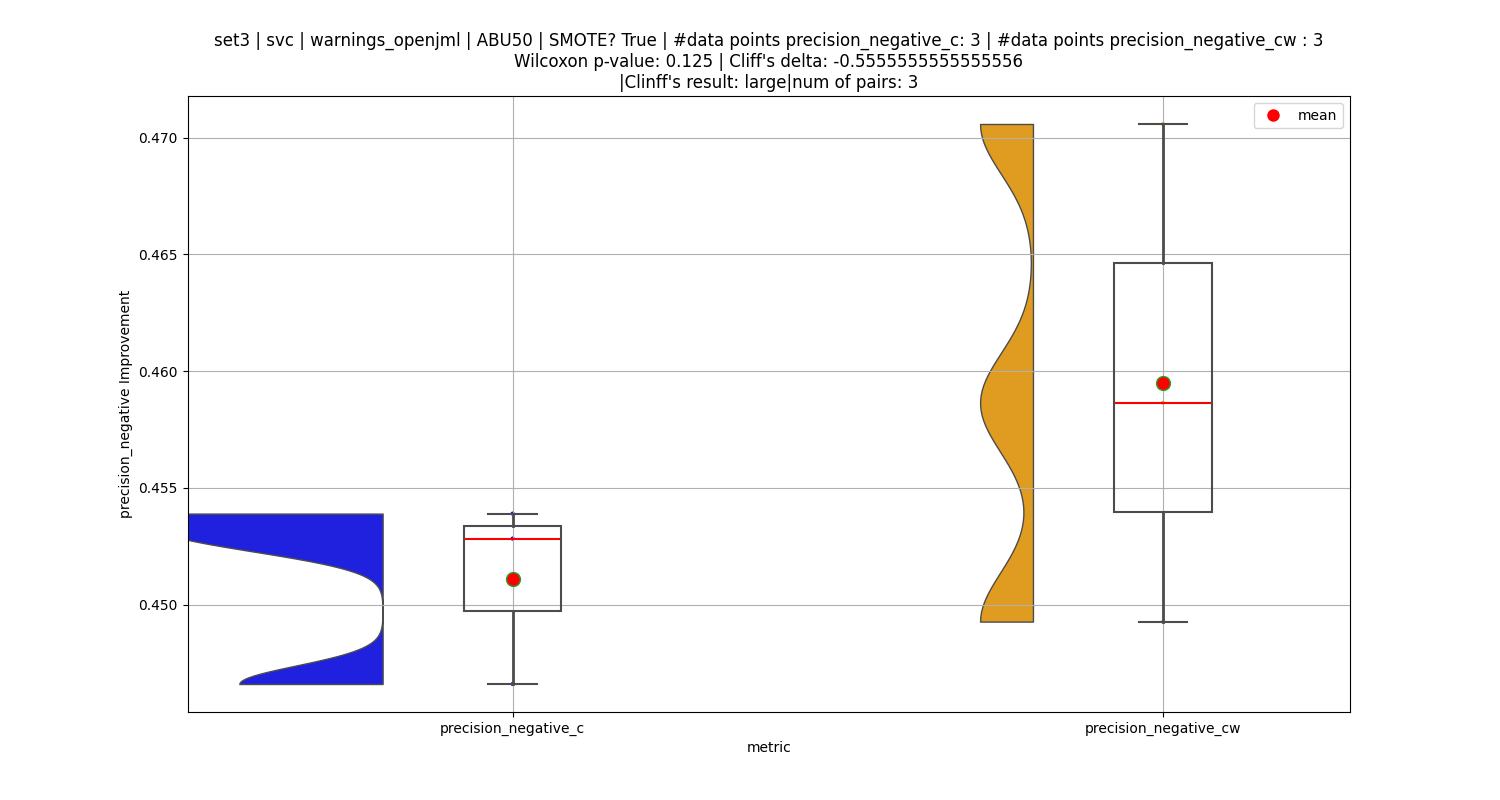 set3 | svc | warnings_openjml | ABU50 | SMOTE? True | #data points precision_negative_c: 3 | #data points precision_negative_cw : 3
Wilcoxon p-value: 0.125 | Cliff's delta: -0.5555555555555556
|Clinff's result: large|num of pairs: 3
mean
0.470
0.465
0.460
0.455
0.450
precision_negative Improvement
precision_negative_c
precision_negative_cw
metric